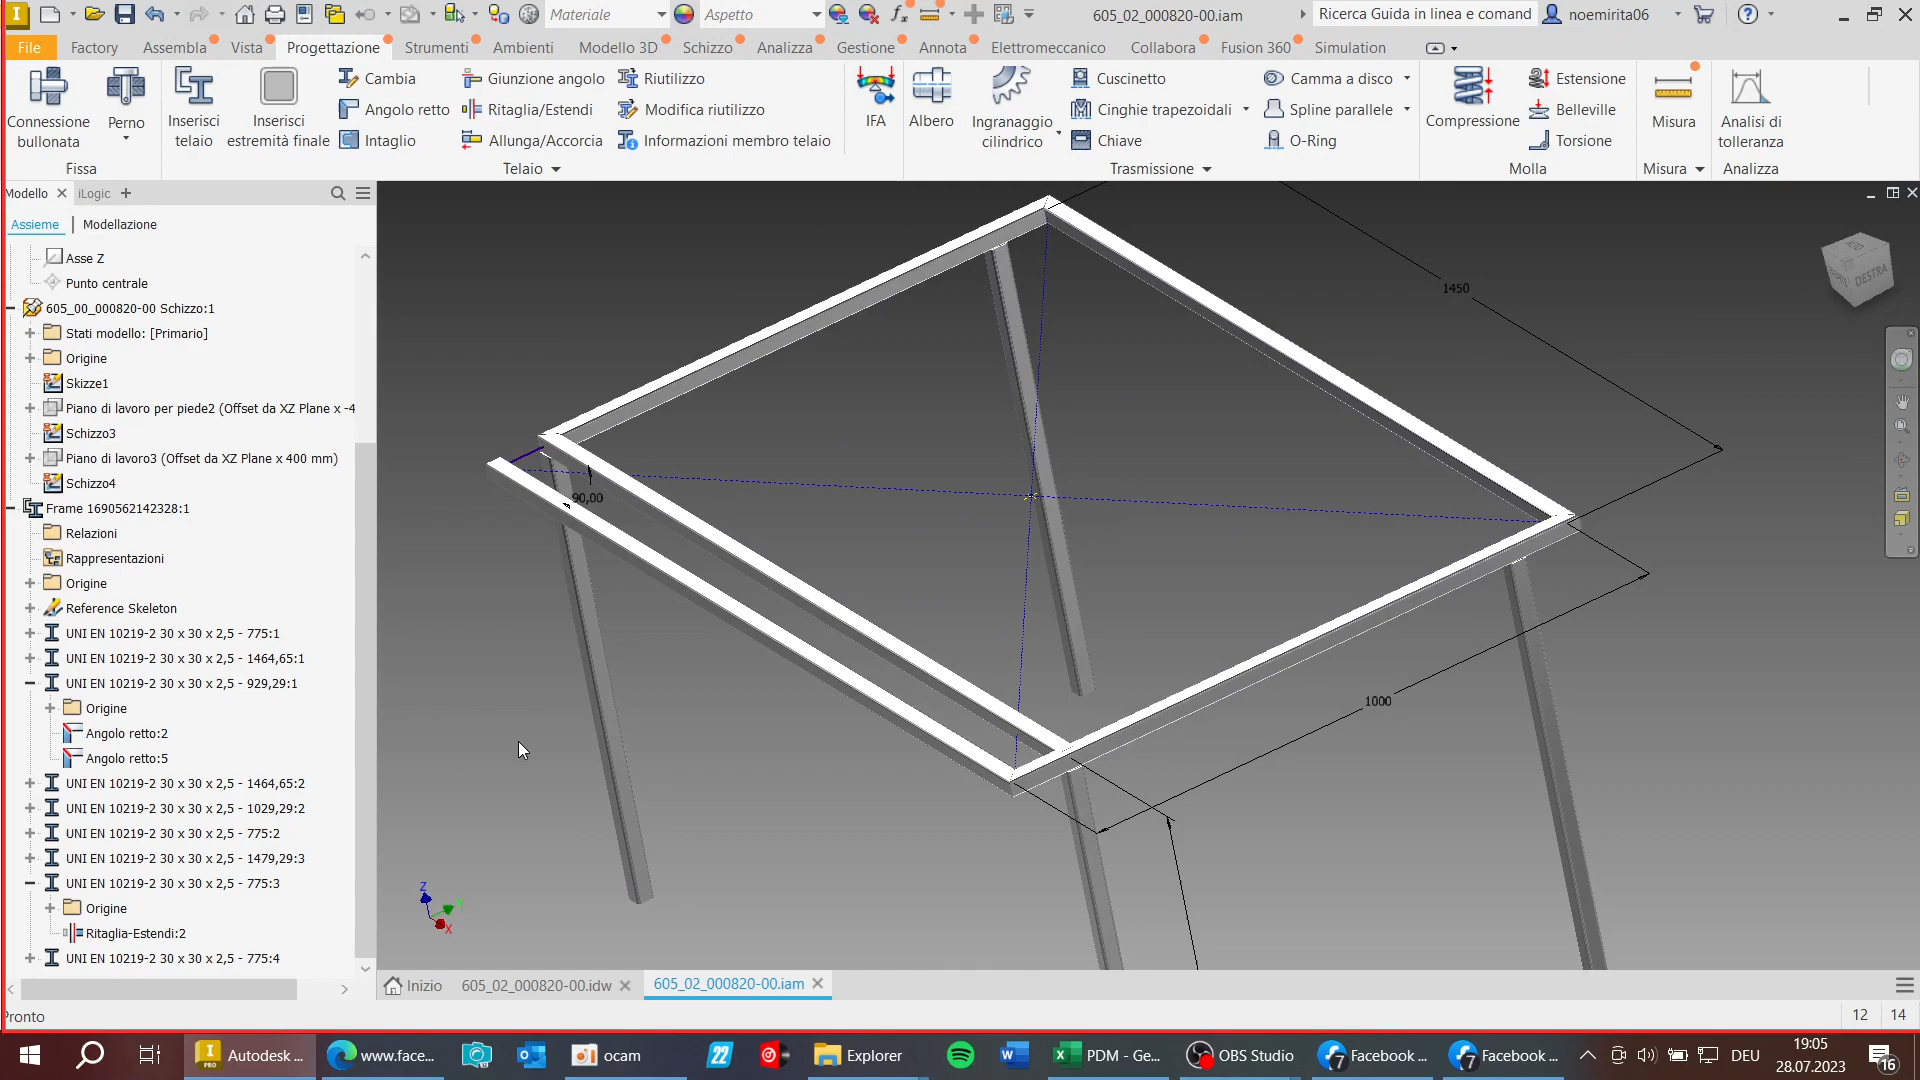 Materiale
Aspetto
605_02_000820-00.iam
Ricerca Guida in linea e comand
noemirita06
File
Factory
Assembla
Vista
Progettazione
Strumenti
Ambienti
Modello 3D
Schizzo
Analizza
Gestione
Annota
Elettromeccanico
Collabora
Fusion 360
Simulation
Connessione
bullonata
Perno
Fissa
Inserisci
telaio
Inserisci
estremità finale
Cambia
Angolo retto
Intaglio
Giunzione angolo
Ritaglia/Estendi
Allunga/Accorcia
Riutilizzo
Modifica riutilizzo
Informazioni membro telaio
Telaio
IFA
Albero
Ingranaggio
cilindrico
Cuscinetto
Cinghie trapezoidali
Chiave
Camma a disco
Spline parallele
O-Ring
Trasmissione
Compressione
Estensione
Belleville
Torsione
Molla
Misura
Misura
Analisi di
tolleranza
Analizza
Modello
iLogic
Assieme
Modellazione
Asse Z
Punto centrale
605_00_000820-00 Schizzo:1
Stati modello: [Primario]
Origine
Skizze1
Piano di lavoro per piede2 (Offset da XZ Plane x -4
Schizzo3
Piano di lavoro3 (Offset da XZ Plane x 400 mm)
Schizzo4
Frame 1690562142328:1
Relazioni
Rappresentazioni
Origine
Reference Skeleton
UNI EN 10219-2 30 x 30 x 2,5 - 775:1
UNI EN 10219-2 30 x 30 x 2,5 - 1464,65:1
UNI EN 10219-2 30 x 30 x 2,5 - 929,29:1
Origine
Angolo retto:2
Angolo retto:5
UNI EN 10219-2 30 x 30 x 2,5 - 1464,65:2
UNI EN 10219-2 30 x 30 x 2,5 - 1029,29:2
UNI EN 10219-2 30 x 30 x 2,5 - 775:2
UNI EN 10219-2 30 x 30 x 2,5 - 1479,29:3
UNI EN 10219-2 30 x 30 x 2,5 - 775:3
Origine
Ritaglia-Estendi:2
UNI EN 10219-2 30 x 30 x 2,5 - 775:4
1450
90,00
1000
DESTRA
Z
X
Inizio
605_02_000820-00.idw
605_02_000820-00.iam
Pronto
12
14
Autodesk ...
www.face...
ocam
22
Explorer
PDM - Ge...
OBS Studio
Facebook ...
Facebook ...
DEU
19:05
28.07.2023
16